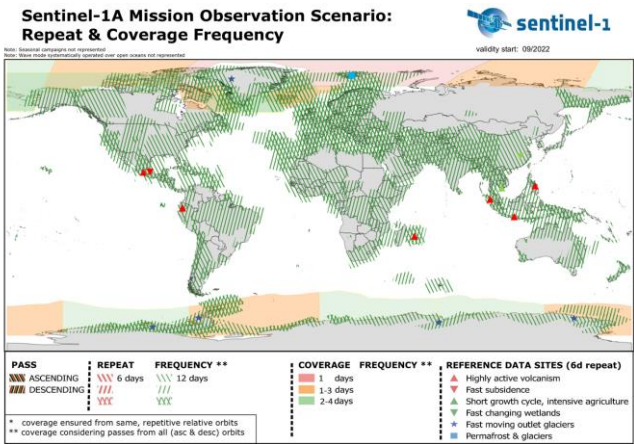 Sentinel-1A Mission Observation Scenario:
Repeat & Coverage Frequency
Note: Seasonal campaigns not represented
Note: Wave mode systematically operated over open oceans not represented
sentinel-1
validity start: 09/2022
PASS
ASCENDING
DESCENDING
REPEAT FREQUENCY **
6 days 12 days
COVERAGE FREQUENCY **
1 days
1-3 days
2-4 days
REFERENCE DATA SITES (6d repeat)
Highly active volcanism
Fast subsidence
Short growth cycle, intensive agriculture
Fast changing wetlands
Fast moving outlet glaciers
Permafrost & glaciers
* coverage ensured from same, repetitive relative orbits
** coverage considering passes from all (asc & desc) orbits